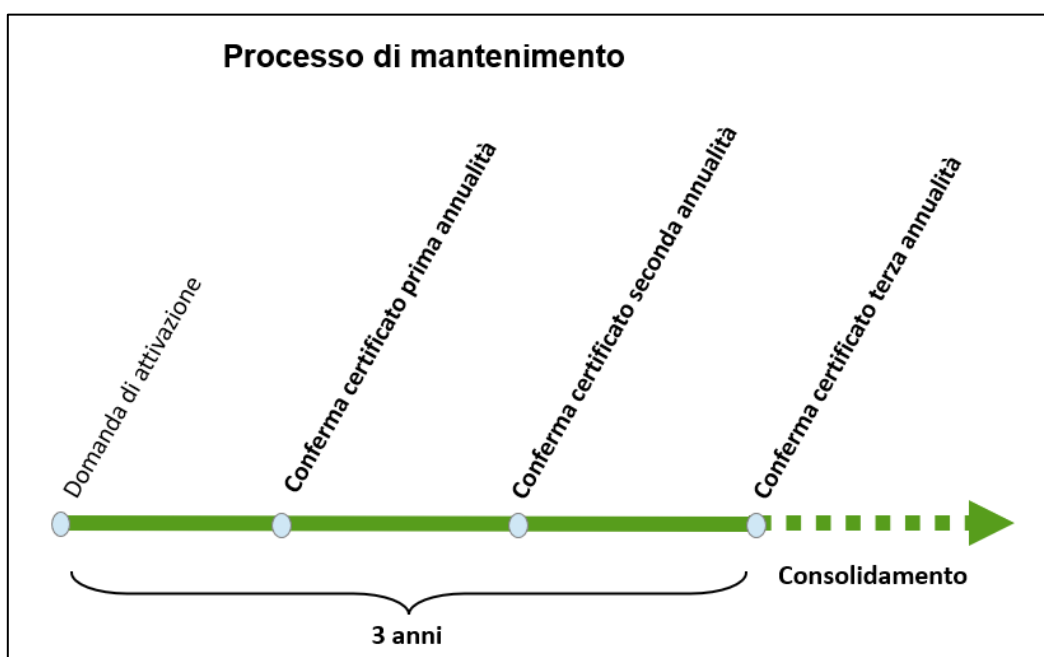 Processo di mantenimento
Domanda di attivazione
Conferma certificato prima annualità
Conferma certificato seconda annualità
Conferma certificato terza annualità
Consolidamento
3 anni